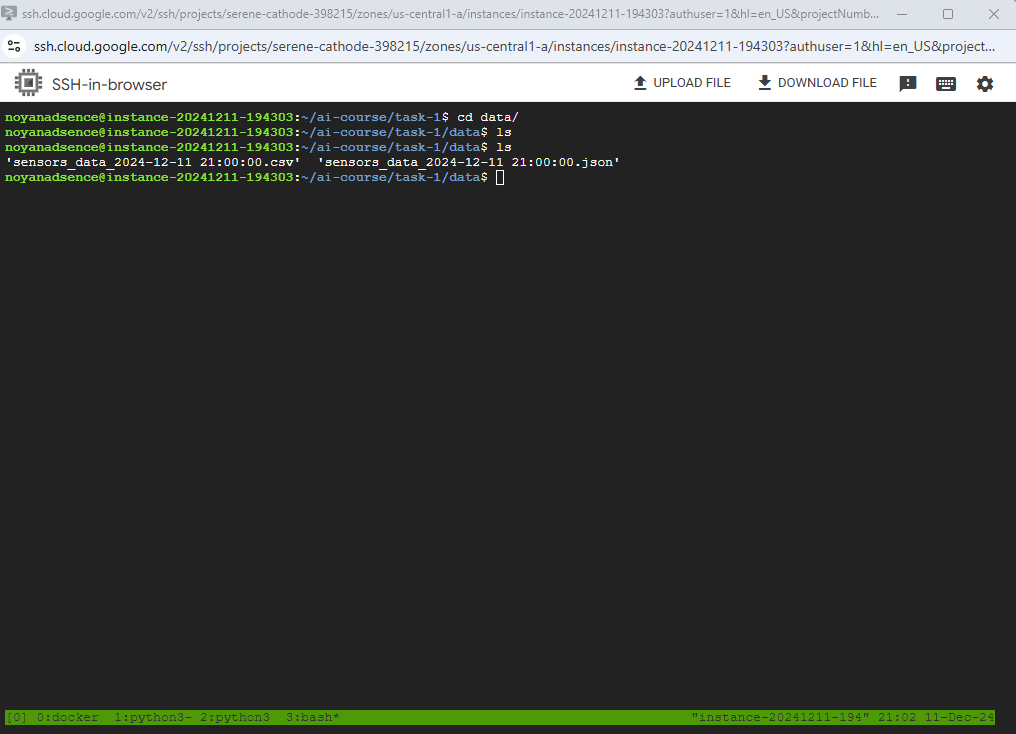 ssh.cloud.google.com/v2/ssh/projects/serene-cathode-398215/zones/us-central1-a/instances/instance-20241211-194303?authuser=1&hl=en_US&projectNumb...
ssh.cloud.google.com/v2/ssh/projects/serene-cathode-398215/zones/us-central1-a/instances/instance-20241211-194303?authuser=1&hl=en_US&project...
SSH-in-browser UPLOAD FILE DOWNLOAD FILE
noyanadsence@instance-20241211-194303:~/ai-course/task-1$ cd data/
noyanadsence@instance-20241211-194303:~/ai-course/task-1/data$ ls
noyanadsence@instance-20241211-194303:~/ai-course/task-1/data$ ls
'sensors_data_2024-12-11 21:00:00.csv'  'sensors_data_2024-12-11 21:00:00.json'
noyanadsence@instance-20241211-194303:~/ai-course/task-1/data$
[0] 0:docker  1:python3- 2:python3  3:bash* "instance-20241211-194" 21:02 11-Dec-24